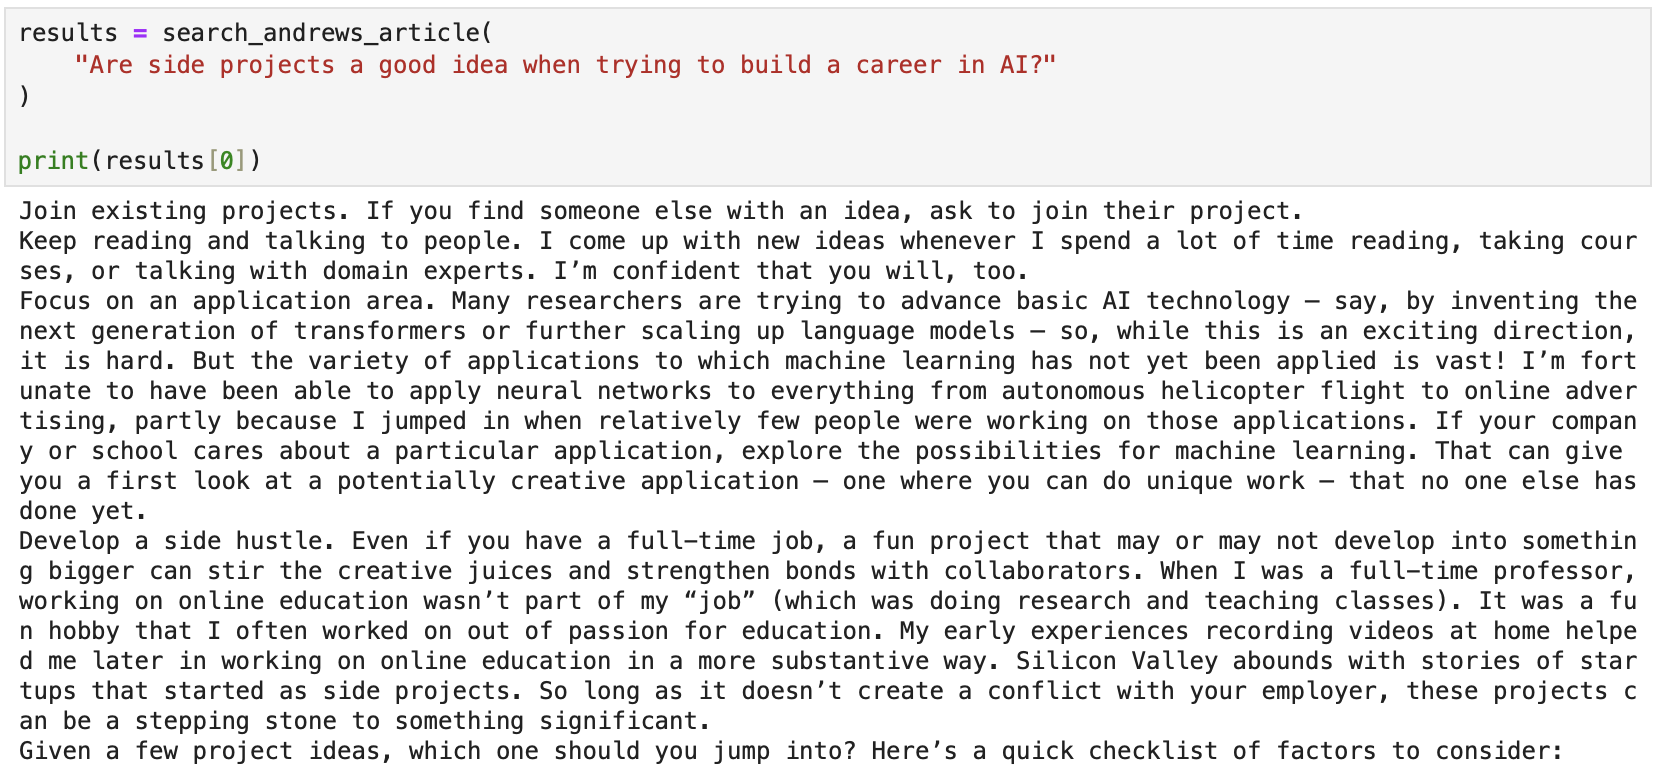 results = search_andrews_article(
    "Are side projects a good idea when trying to build a career in AI?"
)

print(results[0])
Join existing projects. If you find someone else with an idea, ask to join their project.
Keep reading and talking to people. I come up with new ideas whenever I spend a lot of time reading, taking cour
ses, or talking with domain experts. I’m confident that you will, too.
Focus on an application area. Many researchers are trying to advance basic AI technology — say, by inventing the
next generation of transformers or further scaling up language models — so, while this is an exciting direction,
it is hard. But the variety of applications to which machine learning has not yet been applied is vast! I’m fort
unate to have been able to apply neural networks to everything from autonomous helicopter flight to online adver
tising, partly because I jumped in when relatively few people were working on those applications. If your compan
y or school cares about a particular application, explore the possibilities for machine learning. That can give
you a first look at a potentially creative application — one where you can do unique work — that no one else has
done yet.
Develop a side hustle. Even if you have a full-time job, a fun project that may or may not develop into somethin
g bigger can stir the creative juices and strengthen bonds with collaborators. When I was a full-time professor,
working on online education wasn’t part of my “job” (which was doing research and teaching classes). It was a fu
n hobby that I often worked on out of passion for education. My early experiences recording videos at home helpe
d me later in working on online education in a more substantive way. Silicon Valley abounds with stories of star
tups that started as side projects. So long as it doesn’t create a conflict with your employer, these projects c
an be a stepping stone to something significant.
Given a few project ideas, which one should you jump into? Here’s a quick checklist of factors to consider: